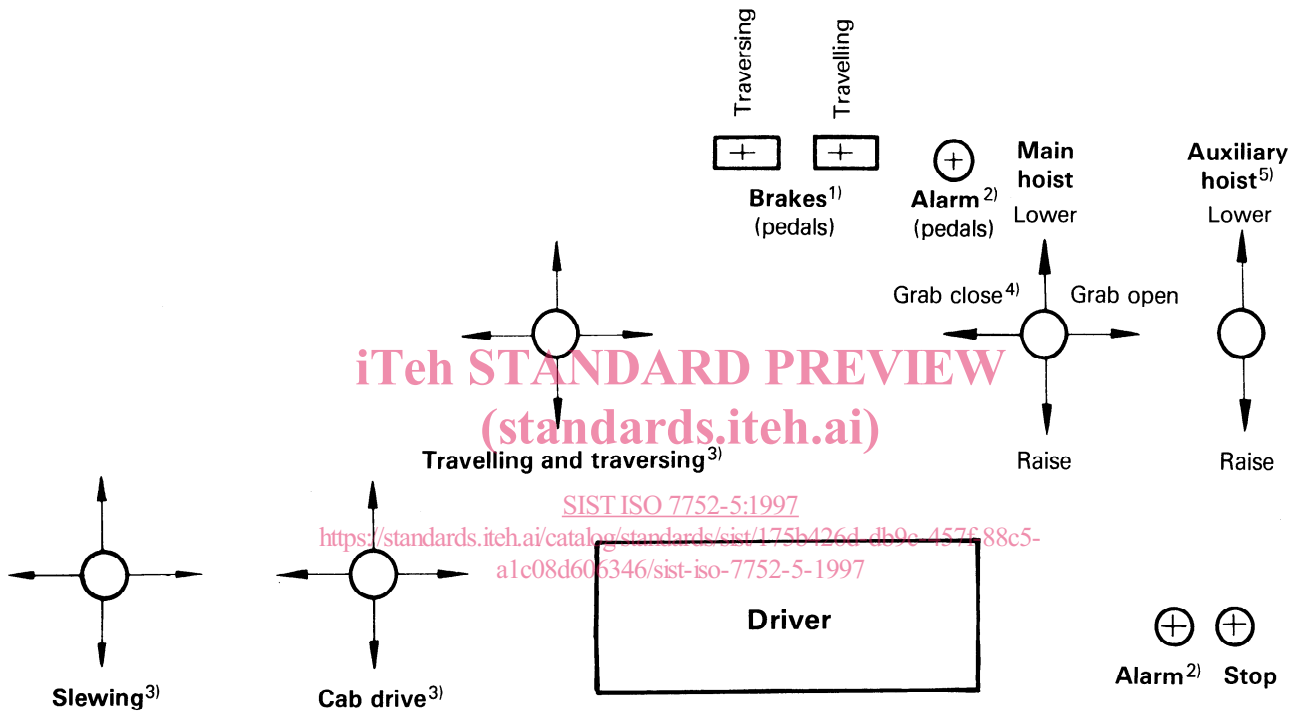 Traversing
Travelling
Brakes1)
(pedals)
Alarm2)
(pedals)
Main
hoist
Lower
Auxiliary
hoist5)
Lower
Grab close4)
Grab open
iTeh STANDARD PREVIEW
(standards.iteh.ai)
Travelling and traversing3)
Raise
Raise
SIST ISO 7752-5:1997
https://standards.iteh.ai/catalog/standards/sist/175b426d-db9c-457f-88c5-
a1c08d606346/sist-iso-7752-5-1997
Driver
Slewing3)
Cab drive3)
Alarm2)
Stop